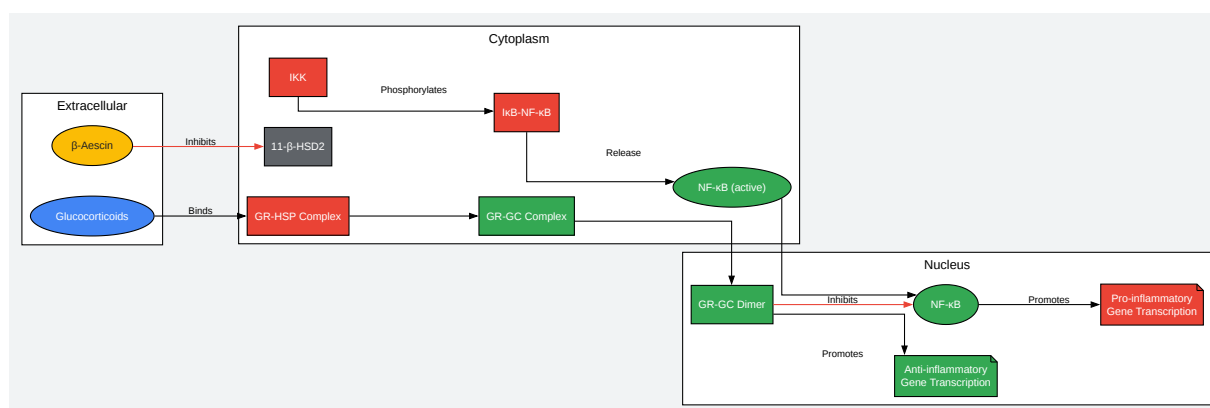 Cytoplasm
IKK
Phosphorylates
Extracellular
IκB-NF-κB
β-Aescin
Inhibits
11-β-HSD2
Release
NF-κB (active)
Glucocorticoids
Binds
GR-HSP Complex
GR-GC Complex
Nucleus
GR-GC Dimer
Inhibits
NF-κB
Promotes
Pro-inflammatory
Gene Transcription
Promotes
Anti-inflammatory
Gene Transcription